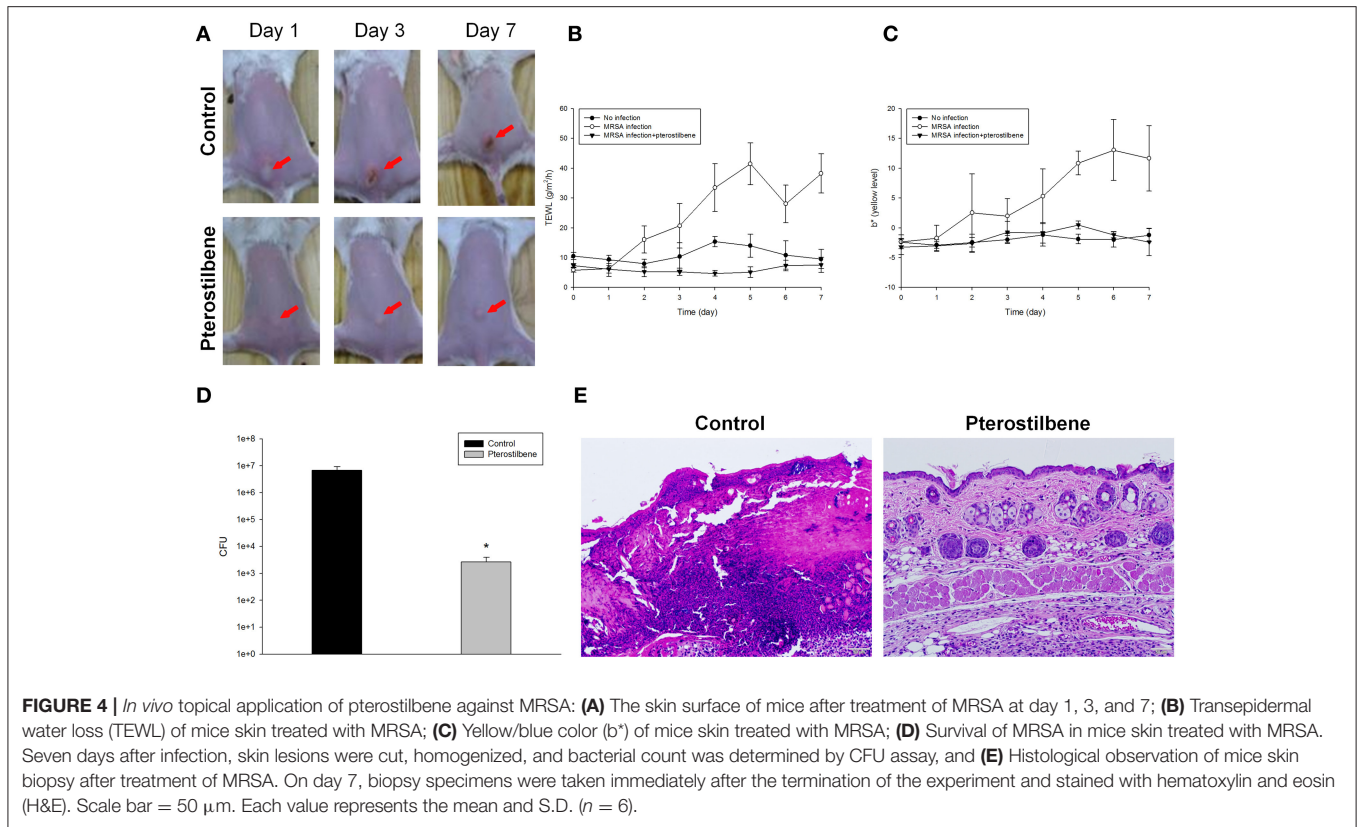 A
Day 1
Day 3
Day 7
Control
Pterostilbene
B
No infection
MRSA infection
MRSA infection+pterostilbene
TEWL (g/m²/h)
60
50
40
30
20
10
0
0 1 2 3 4 5 6 7
Time (day)
C
No infection
MRSA infection
MRSA infection+pterostilbene
b* (yellow level)
20
15
10
5
0
-5
-10
0 1 2 3 4 5 6 7
Time (day)
D
Control
Pterostilbene
CFU
1e+8
1e+7
1e+6
1e+5
1e+4
1e+3
1e+2
1e+1
1e+0
*
E
Control
Pterostilbene
FIGURE 4 | In vivo topical application of pterostilbene against MRSA: (A) The skin surface of mice after treatment of MRSA at day 1, 3, and 7; (B) Transepidermal
water loss (TEWL) of mice skin treated with MRSA; (C) Yellow/blue color (b*) of mice skin treated with MRSA; (D) Survival of MRSA in mice skin treated with MRSA.
Seven days after infection, skin lesions were cut, homogenized, and bacterial count was determined by CFU assay, and (E) Histological observation of mice skin
biopsy after treatment of MRSA. On day 7, biopsy specimens were taken immediately after the termination of the experiment and stained with hematoxylin and eosin
(H&E). Scale bar = 50 μm. Each value represents the mean and S.D. (n = 6).